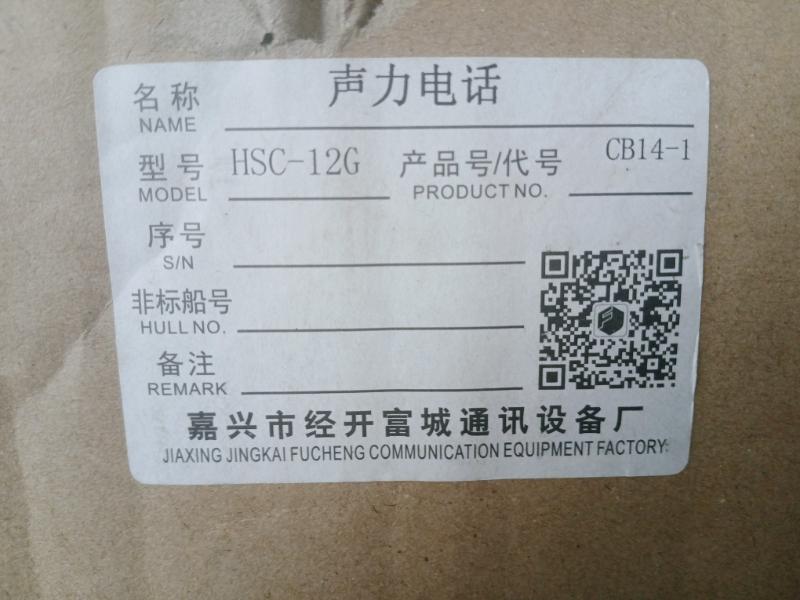 名称 声力电话
NAME
型号 HSC-12G 产品号/代号 CB14-1
MODEL PRODUCT NO.
序号
S/N
非标船号
HULL NO.
备注
REMARK
嘉兴市经开富城通讯设备厂
JIAXING JINGKAI FUCHENG COMMUNICATION EQUIPMENT FACTORY